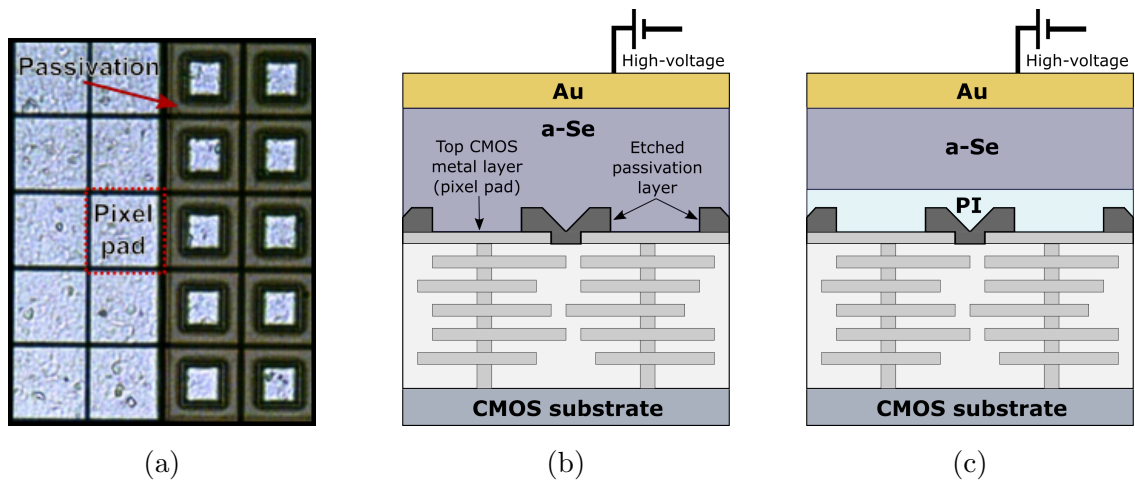 Passivation
Pixel
pad
(a)
High-voltage
Au
a-Se
Top CMOS
metal layer
(pixel pad)
Etched
passivation
layer
CMOS substrate
(b)
High-voltage
Au
a-Se
PI
CMOS substrate
(c)